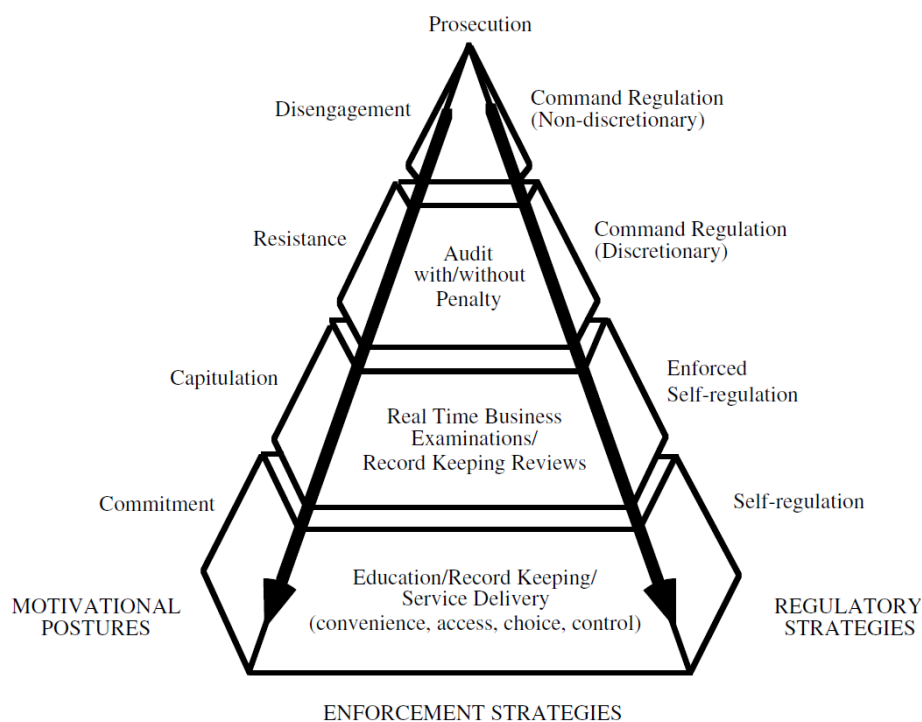 Prosecution
Disengagement
Command Regulation
(Non-discretionary)
Resistance
Audit
with/without
Penalty
Command Regulation
(Discretionary)
Capitulation
Real Time Business
Examinations/
Record Keeping Reviews
Enforced
Self-regulation
Commitment
Self-regulation
Education/Record Keeping/
Service Delivery
(convenience, access, choice, control)
MOTIVATIONAL
POSTURES
REGULATORY
STRATEGIES
ENFORCEMENT STRATEGIES